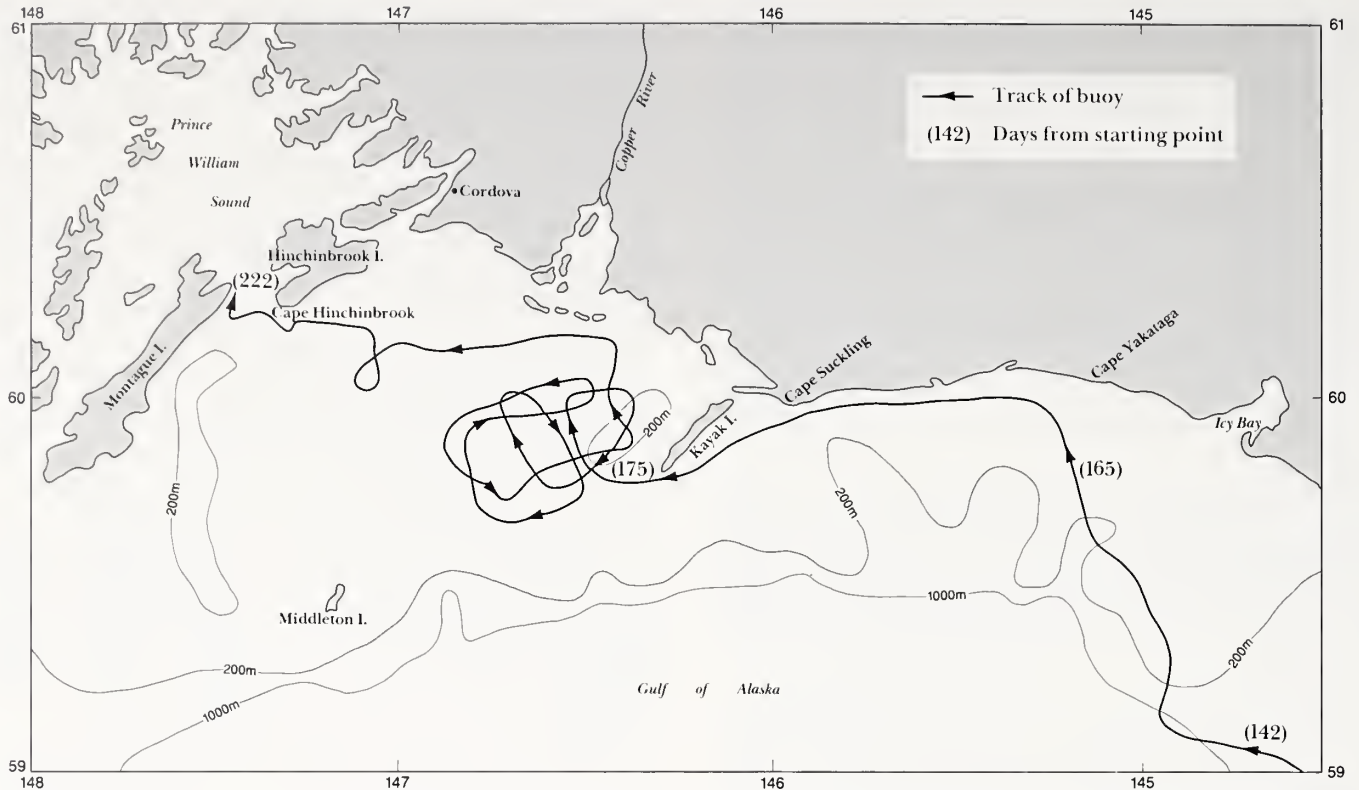 148
147
146
145
61
61
Track of buoy
(142) Days from starting point
Prince
William
Sound
Copper River
Cordova
Hinchinbrook I.
(222)
Cape Hinchinbrook
Montague I.
60
60
Cape Suckling
Cape Yakataga
Icy Bay
Kayak I.
200m
(175)
(165)
200m
200m
Middleton I.
1000m
200m
200m
1000m
Gulf of Alaska
(142)
59
59
148
147
146
145